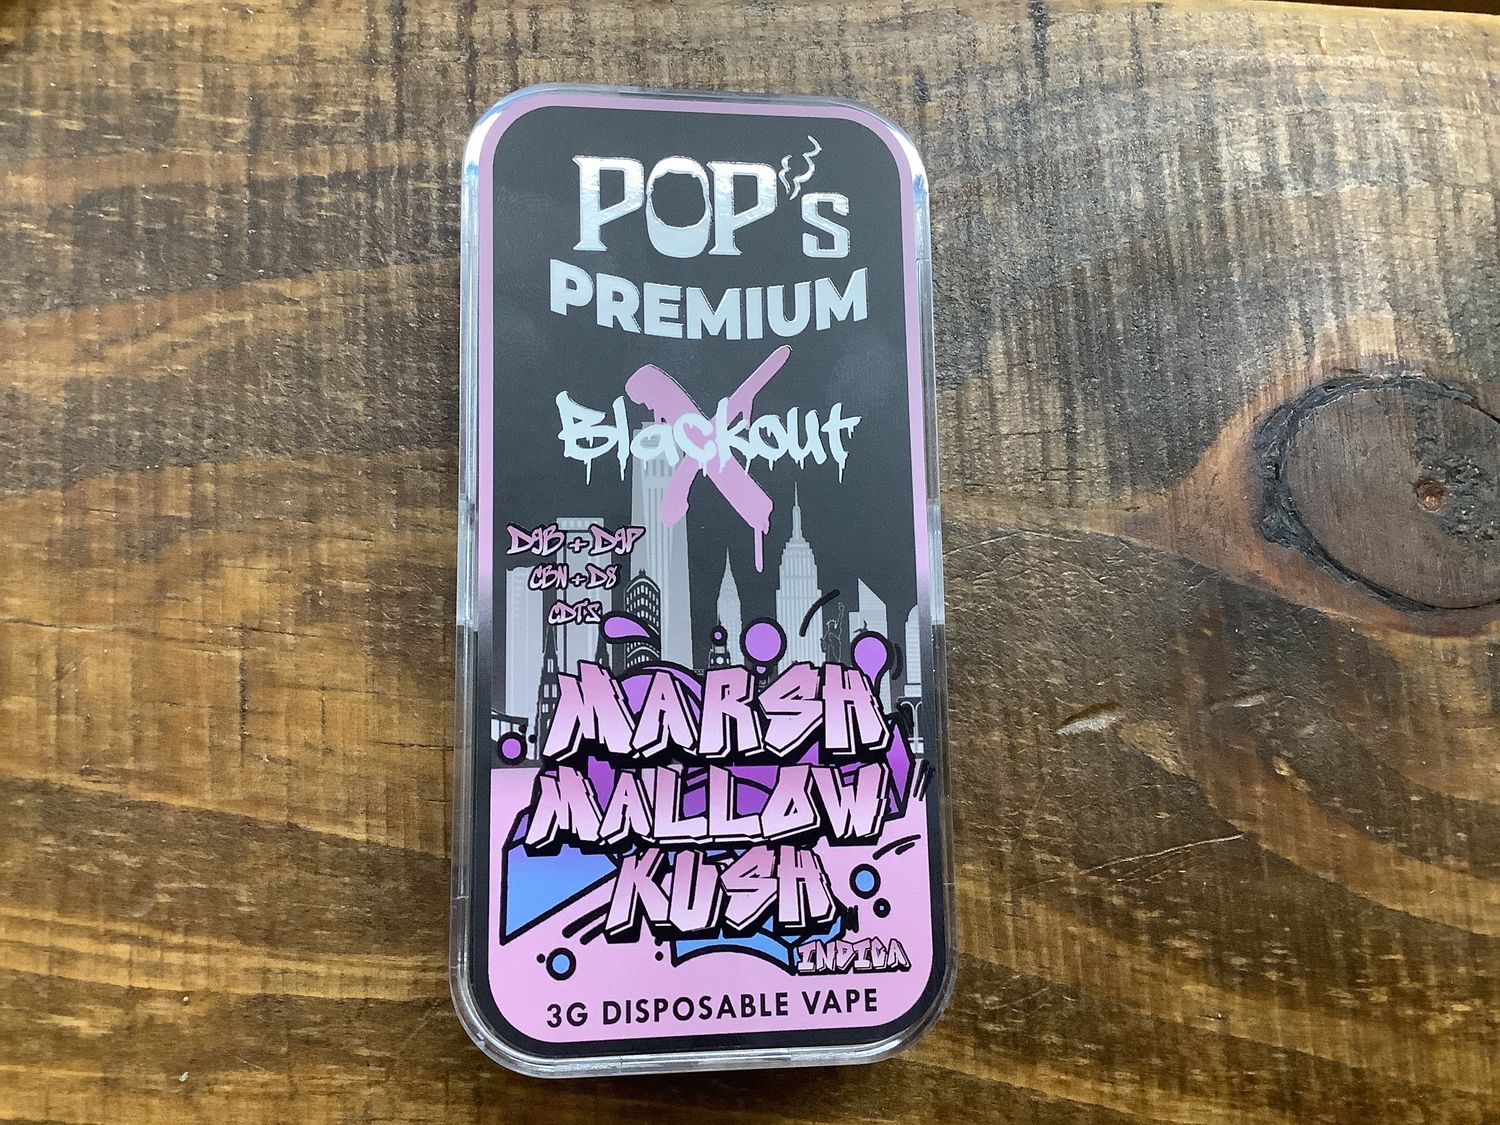 POP's
PREMIUM
X
Blackout
D9B + D9P
CBN + D8
CDT'S
MARSH
MALLOW
KUSH
INDICA
3G DISPOSABLE VAPE